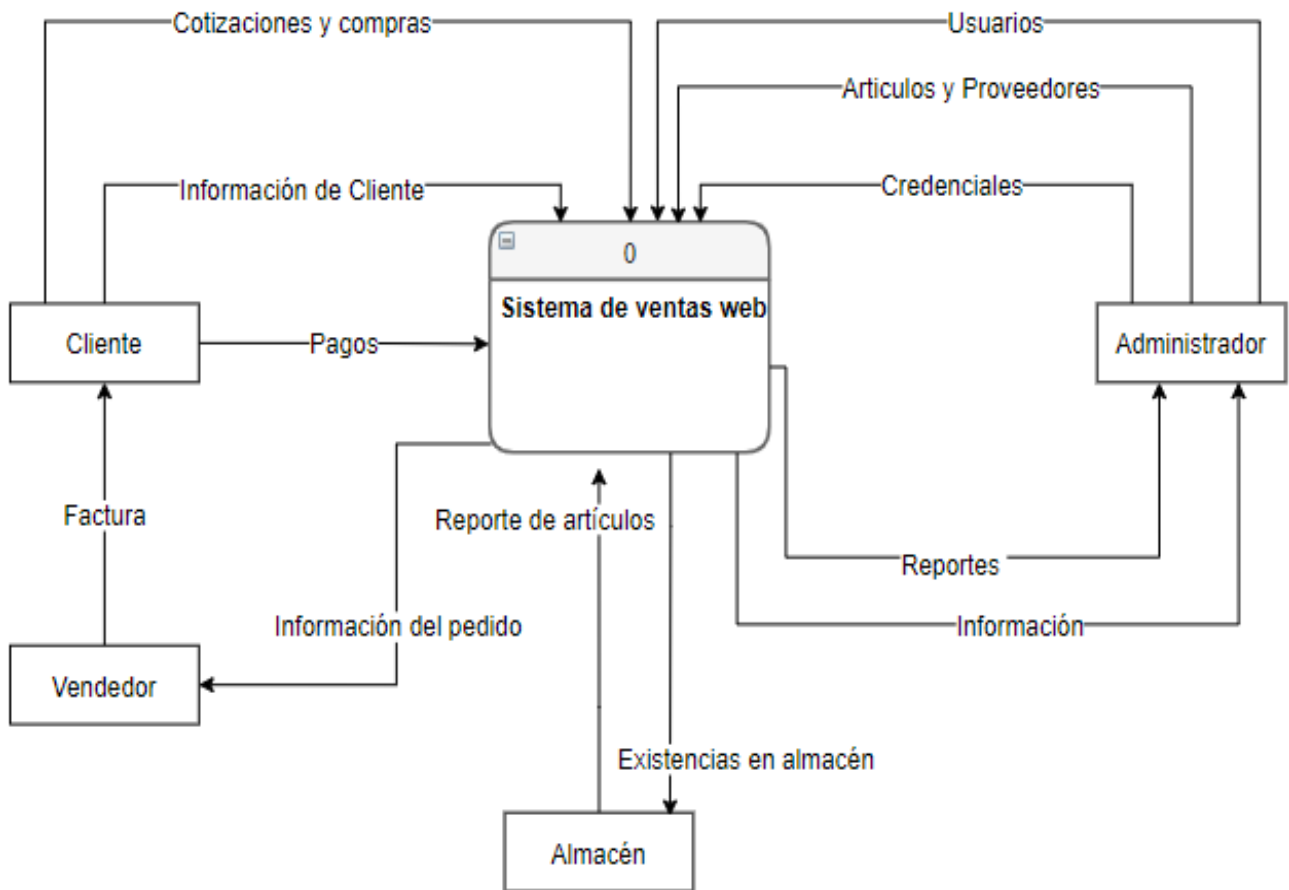 Cotizaciones y compras
Usuarios
Articulos y Proveedores
Información de Cliente
Credenciales
0
Sistema de ventas web
Cliente
Pagos
Administrador
Factura
Reporte de artículos
Reportes
Información del pedido
Información
Vendedor
Existencias en almacén
Almacén